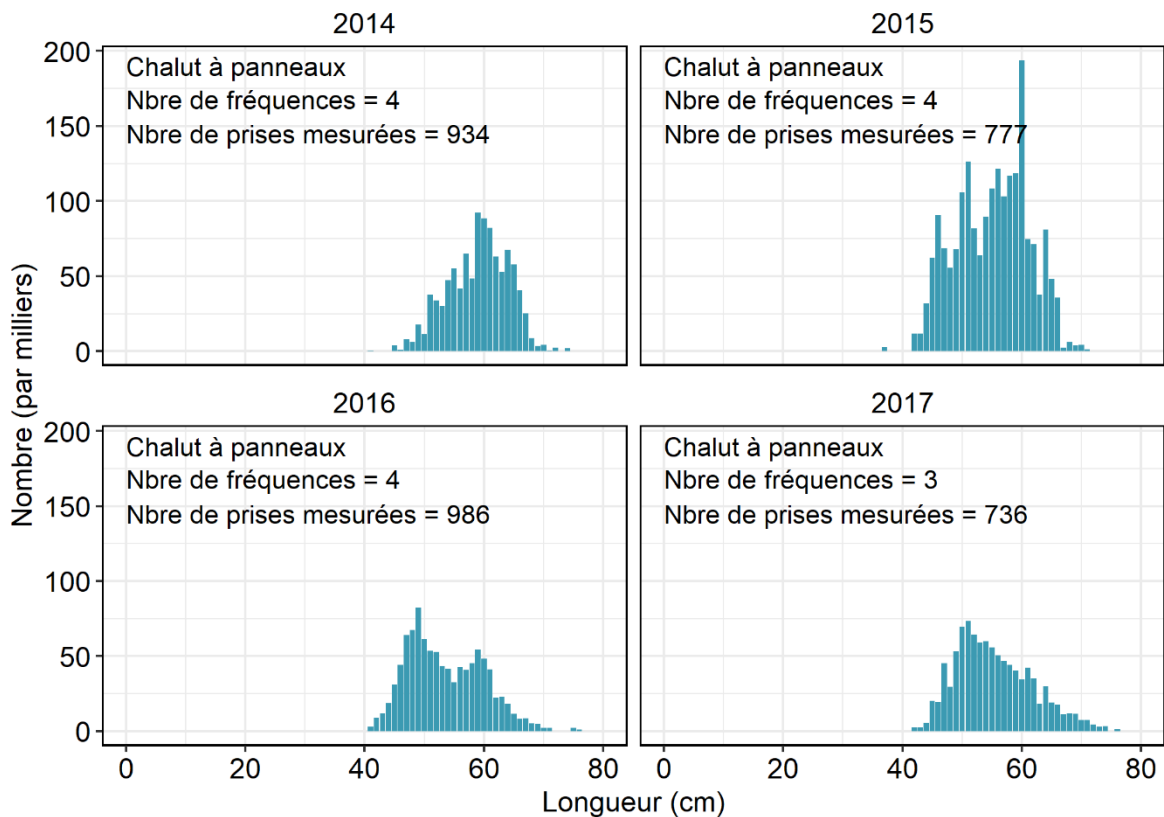 2014
Chalut à panneaux
Nbre de fréquences = 4
Nbre de prises mesurées = 934
2015
Chalut à panneaux
Nbre de fréquences = 4
Nbre de prises mesurées = 777
200
150
100
50
0
2016
Chalut à panneaux
Nbre de fréquences = 4
Nbre de prises mesurées = 986
2017
Chalut à panneaux
Nbre de fréquences = 3
Nbre de prises mesurées = 736
200
150
100
50
0
0 20 40 60 80
0 20 40 60 80
Longueur (cm)
Nombre (par milliers)